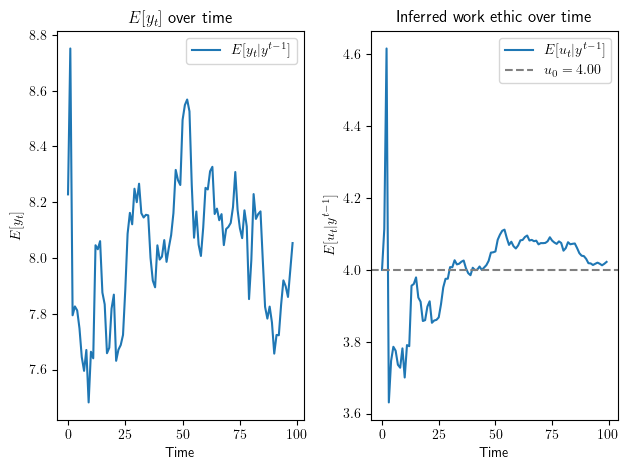 E[y_t] over time
E[y_t|y^{t-1}]
8.8
8.6
8.4
8.2
8.0
7.8
7.6
E[y_t]
0
25
50
75
100
Time
Inferred work ethic over time
E[u_t|y^{t-1}]
u_0 = 4.00
4.6
4.4
4.2
4.0
3.8
3.6
E[u_t|y^{t-1}]
0
25
50
75
100
Time